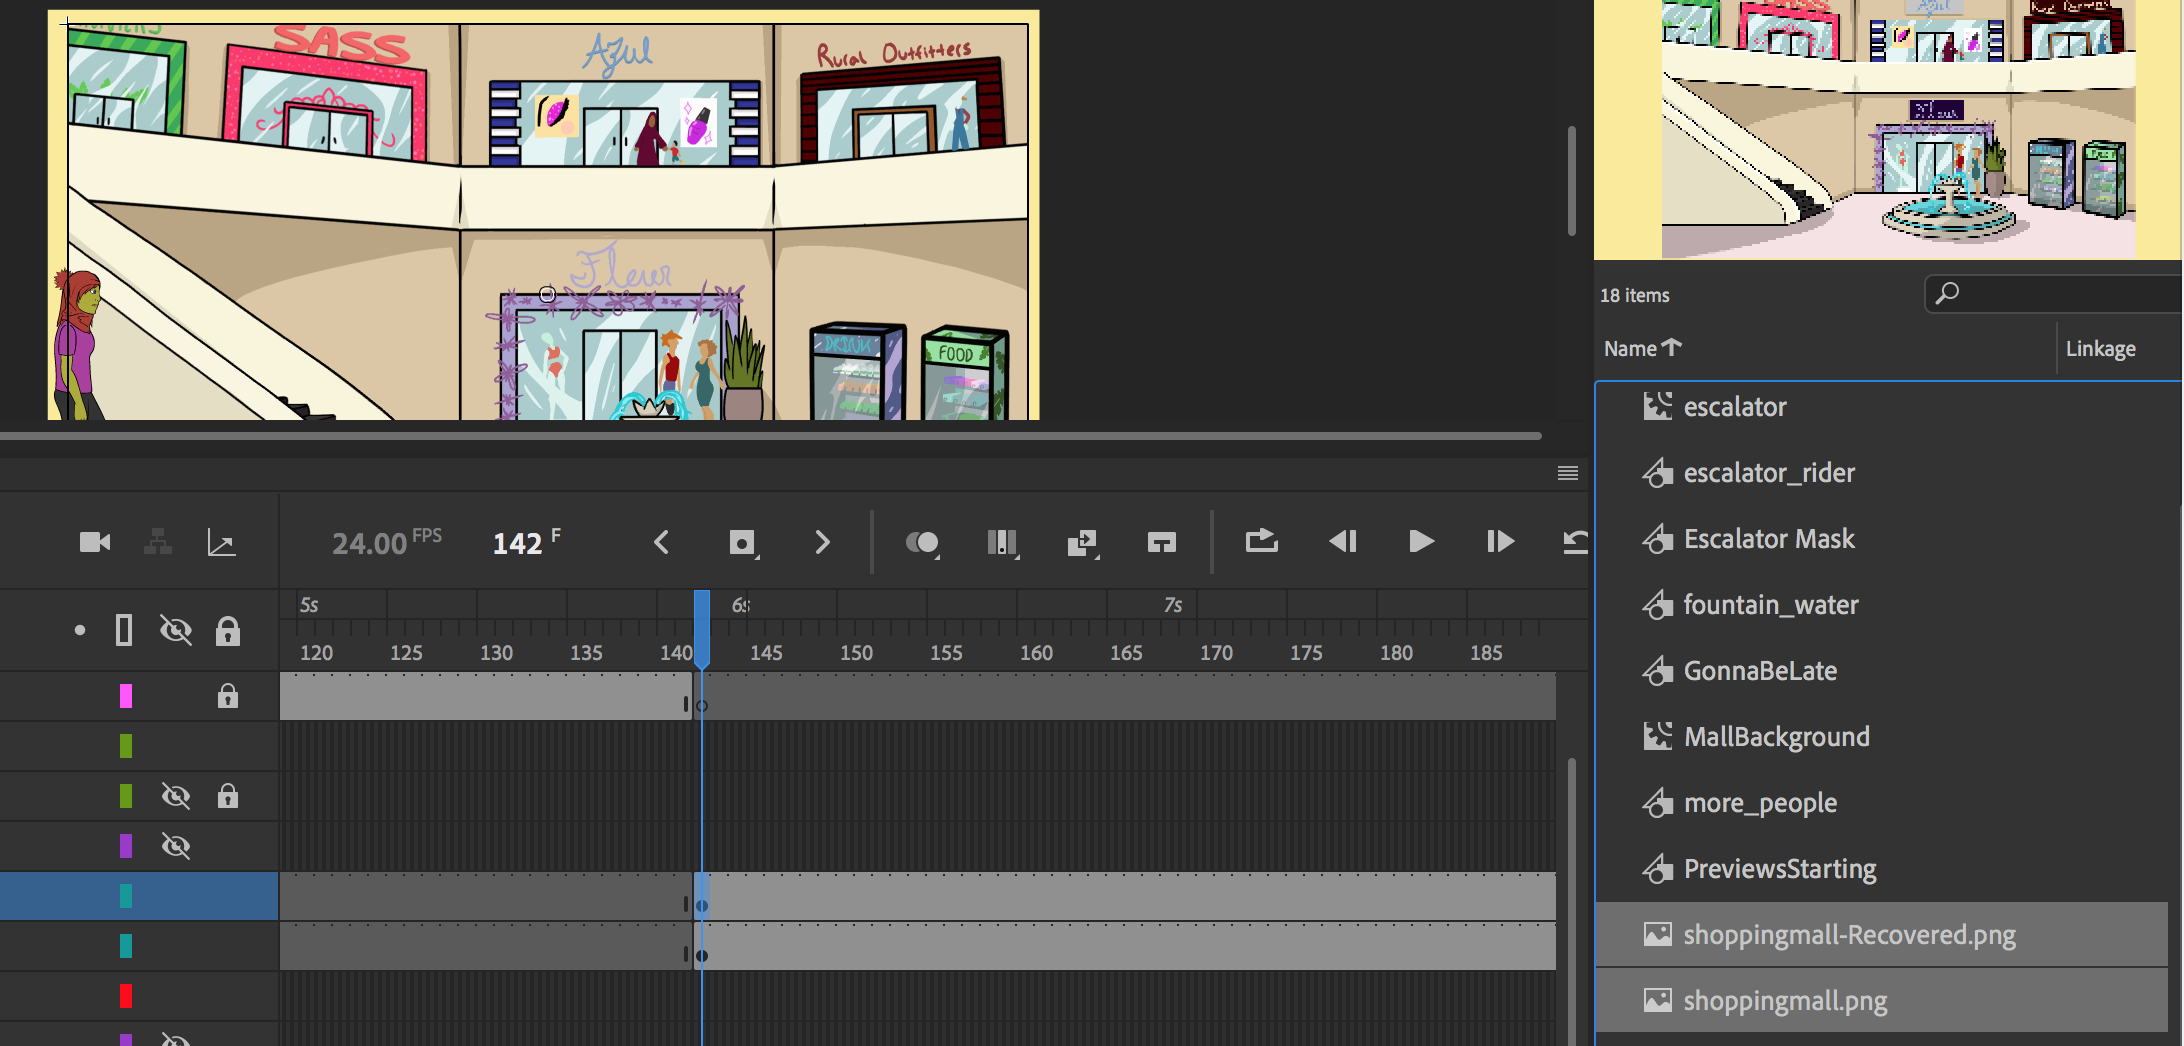 SASS
Azul
Rural Outfitters
Fleur
DRINK
FOOD
24.00 FPS
142 F
5s
6s
7s
120
125
130
135
140
145
150
155
160
165
170
175
180
185
18 items
Name
Linkage
escalator
escalator_rider
Escalator Mask
fountain_water
GonnaBeLate
MallBackground
more_people
PreviewsStarting
shoppingmall-Recovered.png
shoppingmall.png